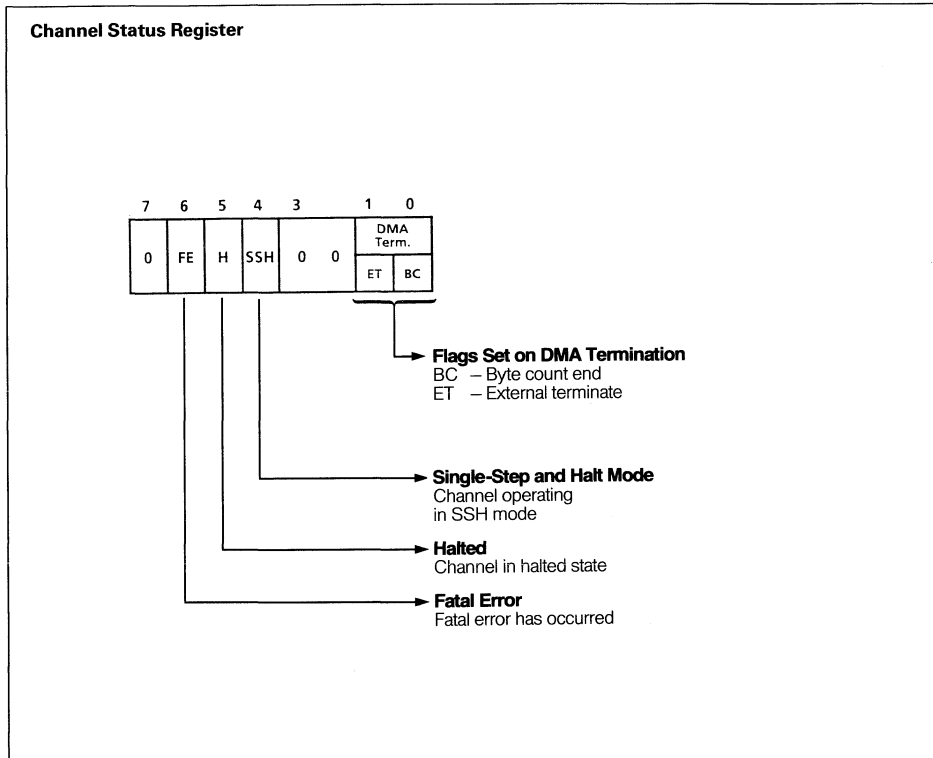 Channel Status Register
7 6 5 4 3 1 0
DMA
Term.
0 FE H SSH 0 0
ET BC
Flags Set on DMA Termination
BC – Byte count end
ET – External terminate
Single-Step and Halt Mode
Channel operating
in SSH mode
Halted
Channel in halted state
Fatal Error
Fatal error has occurred